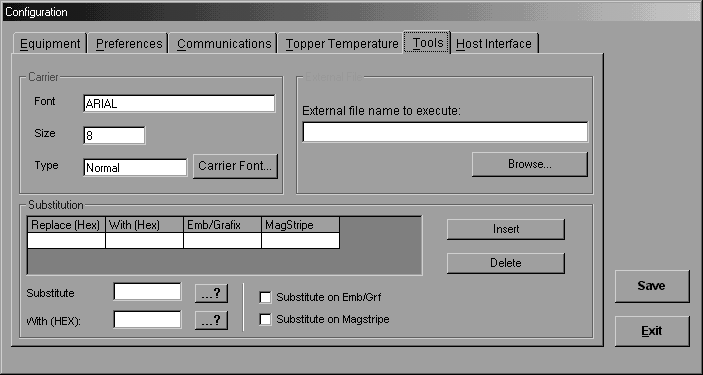 Configuration
Equipment Preferences Communications Topper Temperature Tools Host Interface
Carrier
Font ARIAL
Size 8
Type Normal Carrier Font...
External File
External file name to execute:
Browse...
Substitution
Replace (Hex) With (Hex) Emb/Grafix MagStripe
Insert
Delete
Substitute ...?
With (HEX): ...?
Substitute on Emb/Grf
Substitute on Magstripe
Save
Exit